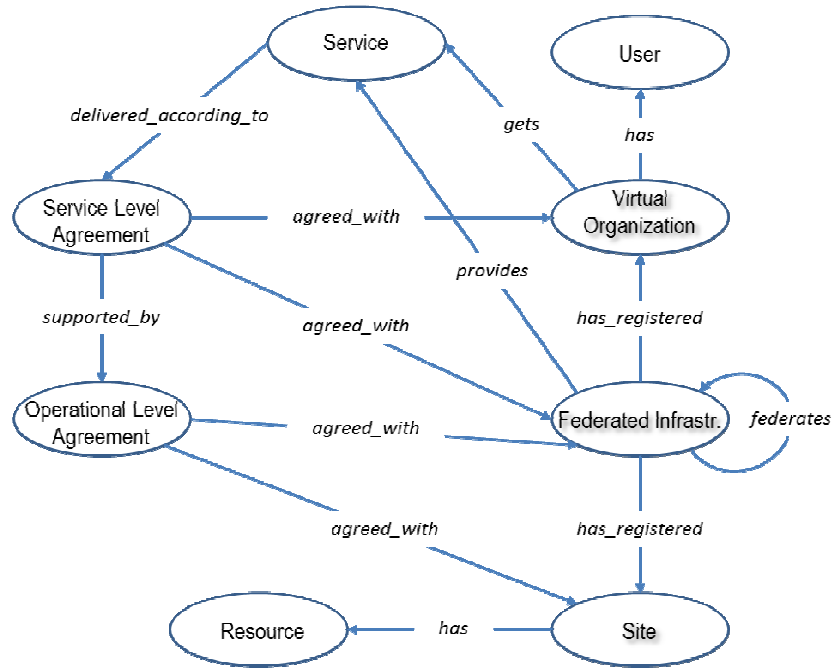 Service
User
delivered_according_to
gets
has
Service Level
Agreement
agreed_with
Virtual
Organization
provides
supported_by
agreed_with
has_registered
Operational Level
Agreement
agreed_with
Federated Infrastr.
federates
agreed_with
has_registered
Resource
has
Site